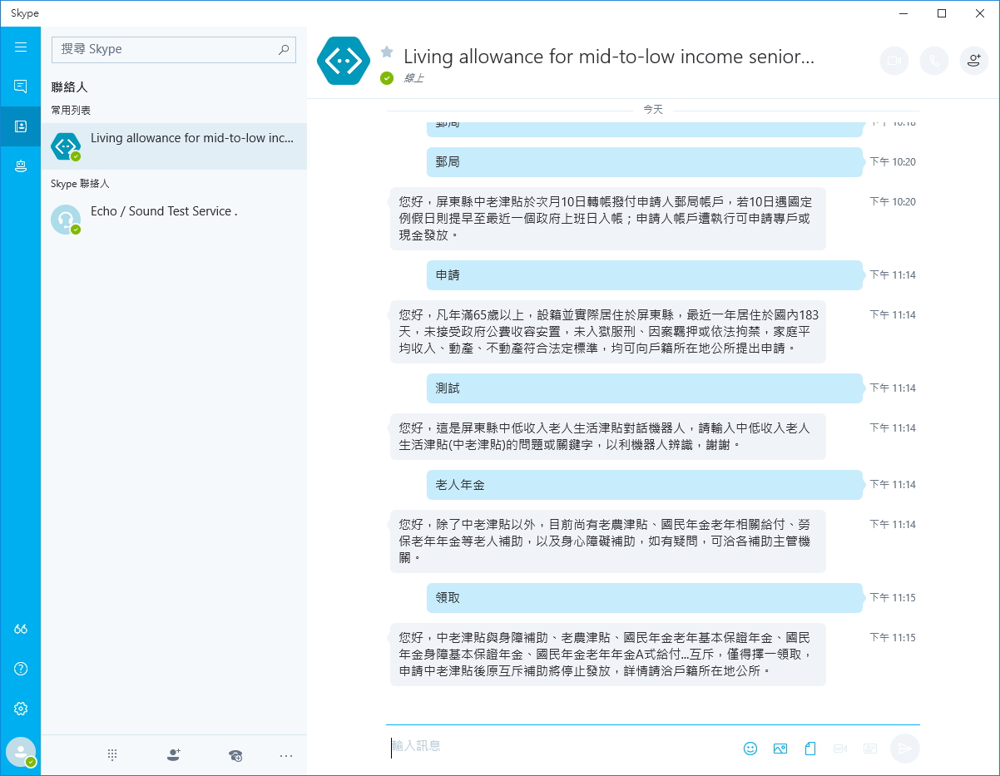 Skype
搜尋 Skype
聯絡人
常用列表
Living allowance for mid-to-low inc...
Skype 聯絡人
Echo / Sound Test Service .
Living allowance for mid-to-low income senior...
線上
今天
郵局
下午 10:18
郵局
下午 10:20
您好，屏東縣中老津貼於次月10日轉帳撥付申請人郵局帳戶，若10日遇國定
例假日則提早至最近一個政府上班日入帳；申請人帳戶遭執行可申請專戶或
現金發放。
下午 10:20
申請
下午 11:14
您好，凡年滿65歲以上，設籍並實際居住於屏東縣，最近一年居住於國內183
天，未接受政府公費收容安置，未入獄服刑、因案羈押或依法拘禁，家庭平
均收入、動產、不動產符合法定標準，均可向戶籍所在地公所提出申請。
下午 11:14
測試
下午 11:14
您好，這是屏東縣中低收入老人生活津貼對話機器人，請輸入中低收入老人
生活津貼(中老津貼)的問題或關鍵字，以利機器人辨識，謝謝。
下午 11:14
老人年金
下午 11:14
您好，除了中老津貼以外，目前尚有老農津貼、國民年金老年相關給付、勞
保老年年金等老人補助，以及身心障礙補助，如有疑問，可洽各補助主管機
關。
下午 11:14
領取
下午 11:15
您好，中老津貼與身障補助、老農津貼、國民年金老年基本保證年金、國民
年金身障基本保證年金、國民年金老年年金A式給付...互斥，僅得擇一領取，
申請中老津貼後原互斥補助將停止發放，詳情請洽戶籍所在地公所。
下午 11:15
輸入訊息